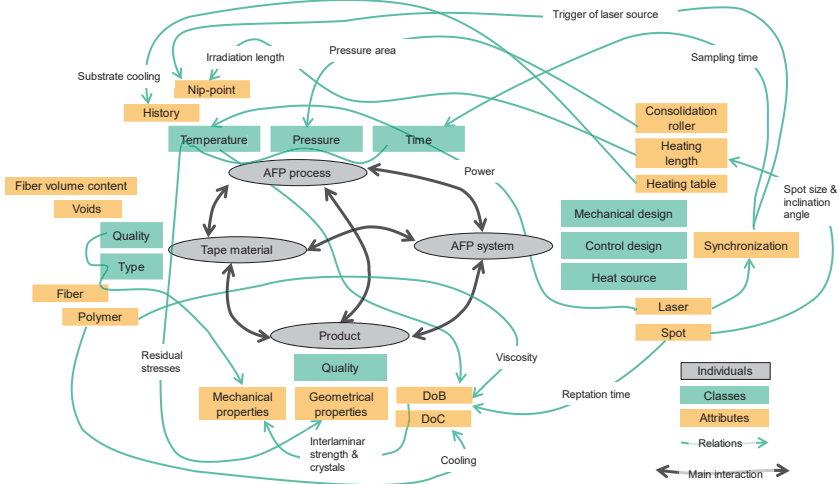 Trigger of laser source
Pressure area
Irradiation length
Sampling time
Substrate cooling
Nip-point
History
Consolidation
roller
Temperature
Pressure
Time
Heating
length
AFP process
Power
Heating table
Fiber volume content
Voids
Spot size &
inclination
angle
Mechanical design
Quality
Tape material
AFP system
Control design
Synchronization
Type
Heat source
Fiber
Polymer
Laser
Product
Spot
Residual
stresses
Viscosity
Quality
Individuals
Mechanical
properties
Geometrical
properties
DoB
Reptation time
Classes
DoC
Attributes
Interlaminar
strength &
crystals
Cooling
Relations
Main interaction